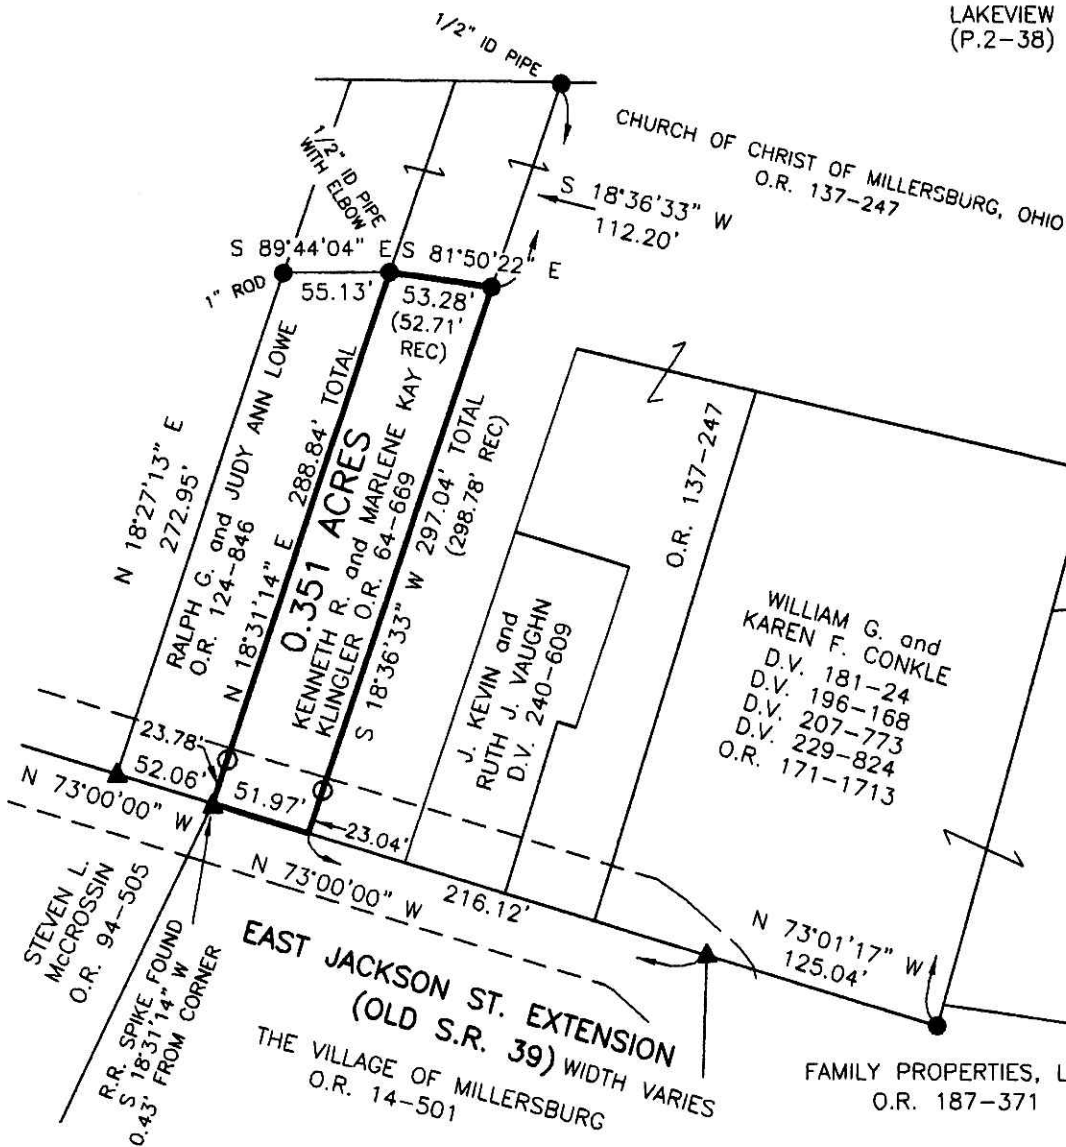 LAKEVIEW
(P.2-38)
1/2" ID PIPE
CHURCH OF CHRIST OF MILLERSBURG, OHIO
O.R. 137-247
1/2" ID PIPE
WITH ELBOW
S 18°36'33" W
112.20'
S 89°44'04" E
S 81°50'22" E
1" ROD
55.13'
53.28'
(52.71'
REC)
N 18°27'13" E
272.95'
RALPH G. and JUDY ANN LOWE
O.R. 124-846
N 18°31'14" E 288.84' TOTAL
0.351 ACRES
KENNETH R. and MARLENE KAY
KLINGLER O.R. 64-669
S 18°36'33" W 297.04' TOTAL
(298.78' REC)
O.R. 137-247
J. KEVIN and
RUTH J. VAUGHN
D.V. 240-609
WILLIAM G. and
KAREN F. CONKLE
D.V. 181-24
D.V. 196-168
D.V. 207-773
D.V. 229-824
O.R. 171-1713
23.78'
52.06'
51.97'
23.04'
N 73°00'00" W
N 73°00'00" W
216.12'
N 73°01'17" W
125.04'
STEVEN L.
McCROSSIN
O.R. 94-505
R.R. SPIKE FOUND
S 18°31'14" W
0.43' FROM CORNER
EAST JACKSON ST. EXTENSION
(OLD S.R. 39) WIDTH VARIES
THE VILLAGE OF MILLERSBURG
O.R. 14-501
FAMILY PROPERTIES, L
O.R. 187-371